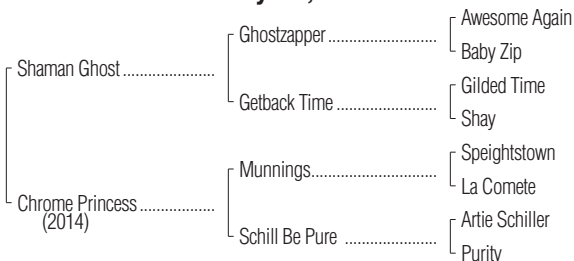 Awesome Again
Ghostzapper ........................
Baby Zip
Shaman Ghost ......................
Gilded Time
Getback Time ......................
Shay
Speightstown
Munnings.............................
La Comete
Chrome Princess ..................
(2014)
Artie Schiller
Schill Be Pure ......................
Purity